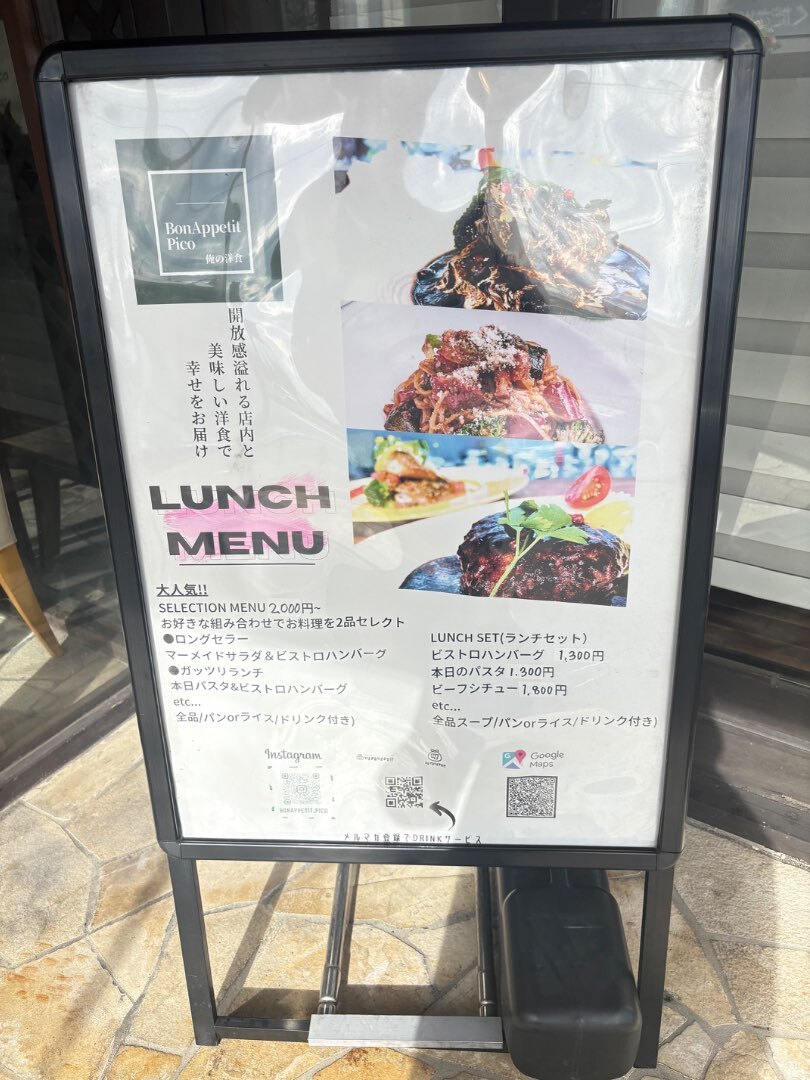 BonAppetit
Pico
俺の洋食
開放感溢れる店内と
美味しい洋食で
幸せをお届け
LUNCH
MENU
大人気!!
SELECTION MENU 2,000円~
お好きな組み合わせでお料理を2品セレクト
●ロングセラー
マーメイドサラダ＆ビストロハンバーグ
●ガッツリランチ
本日パスタ&ビストロハンバーグ
etc...
全品/パンorライス/ドリンク付き)
LUNCH SET(ランチセット）
ビストロハンバーグ 1,300円
本日のパスタ 1,300円
ビーフシチュー 1,800円
etc...
全品スープ/パンorライス/ドリンク付き)
Instagram
BONAPPETIT.PICO
Google
Maps
メルマガ登録でDRINKサービス